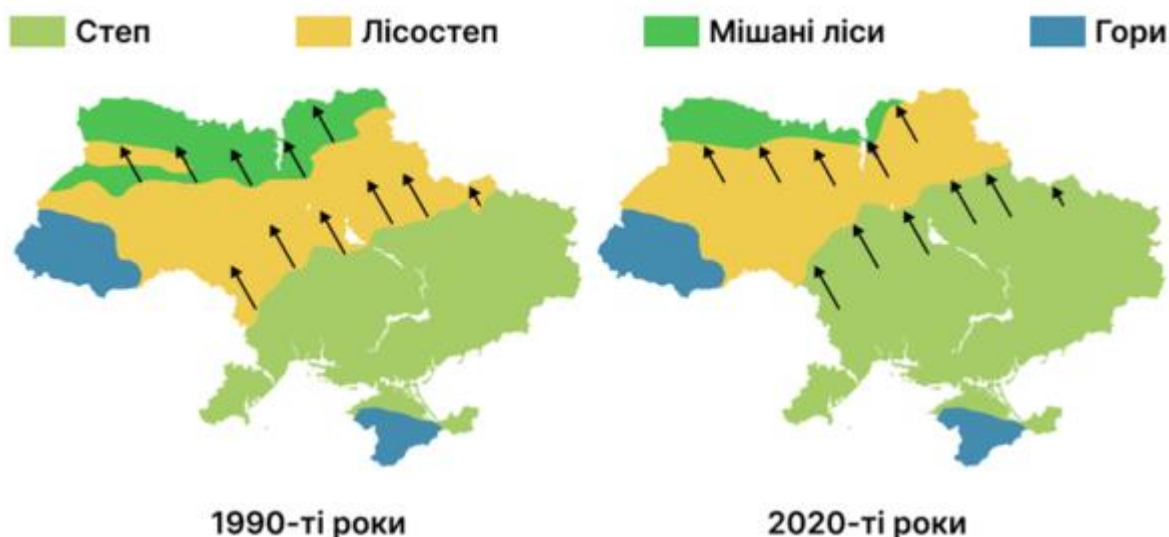 Степ
Лісостеп
Мішані ліси
Гори
1990-ті роки
2020-ті роки